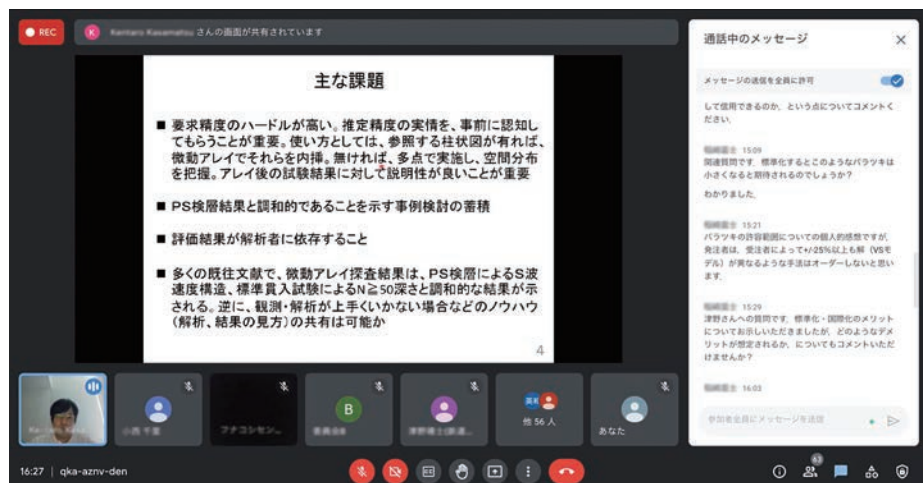 REC
K
さんの画面が共有されています
主な課題
■ 要求精度のハードルが高い。推定精度の実情を、事前に認知し
てもらうことが重要。使い方としては、参照する柱状図が有れば、
微動アレイでそれらを内挿。無ければ、多点で実施し、空間分布
を把握。アレイ後の試験結果に対して説明性が良いことが重要
■ PS検層結果と調和的であることを示す事例検討の蓄積
■ 評価結果が解析者に依存すること
■ 多くの既往文献で、微動アレイ探査結果は、PS検層によるS波
速度構造、標準貫入試験によるN≧50深さと調和的な結果が示
される。逆に、観測・解析が上手くいかない場合などのノウハウ
(解析、結果の見方)の共有は可能か
4
B
他 56 人
あなた
16:27 | qka-aznv-den
63
通話中のメッセージ
メッセージの送信を全員に許可
して信用できるのか、という点についてコメントく
ださい.
15:09
関連質問です. 標準化するとこのようなバラツキは
小さくなると期待されるのでしょうか？
わかりました.
15:21
バラツキの許容範囲についての個人的感想ですが,
発注者は, 受注者によって+/-25%以上も解 (VSモ
デル) が異なるような手法はオーダーしないと思い
ます.
15:29
津野さんへの質問です. 標準化・国際化のメリット
についてお示しいただきましたが, どのようなデメ
リットが想定されるか, についてもコメントいただ
けませんか？
16:03
参加者全員にメッセージを送信